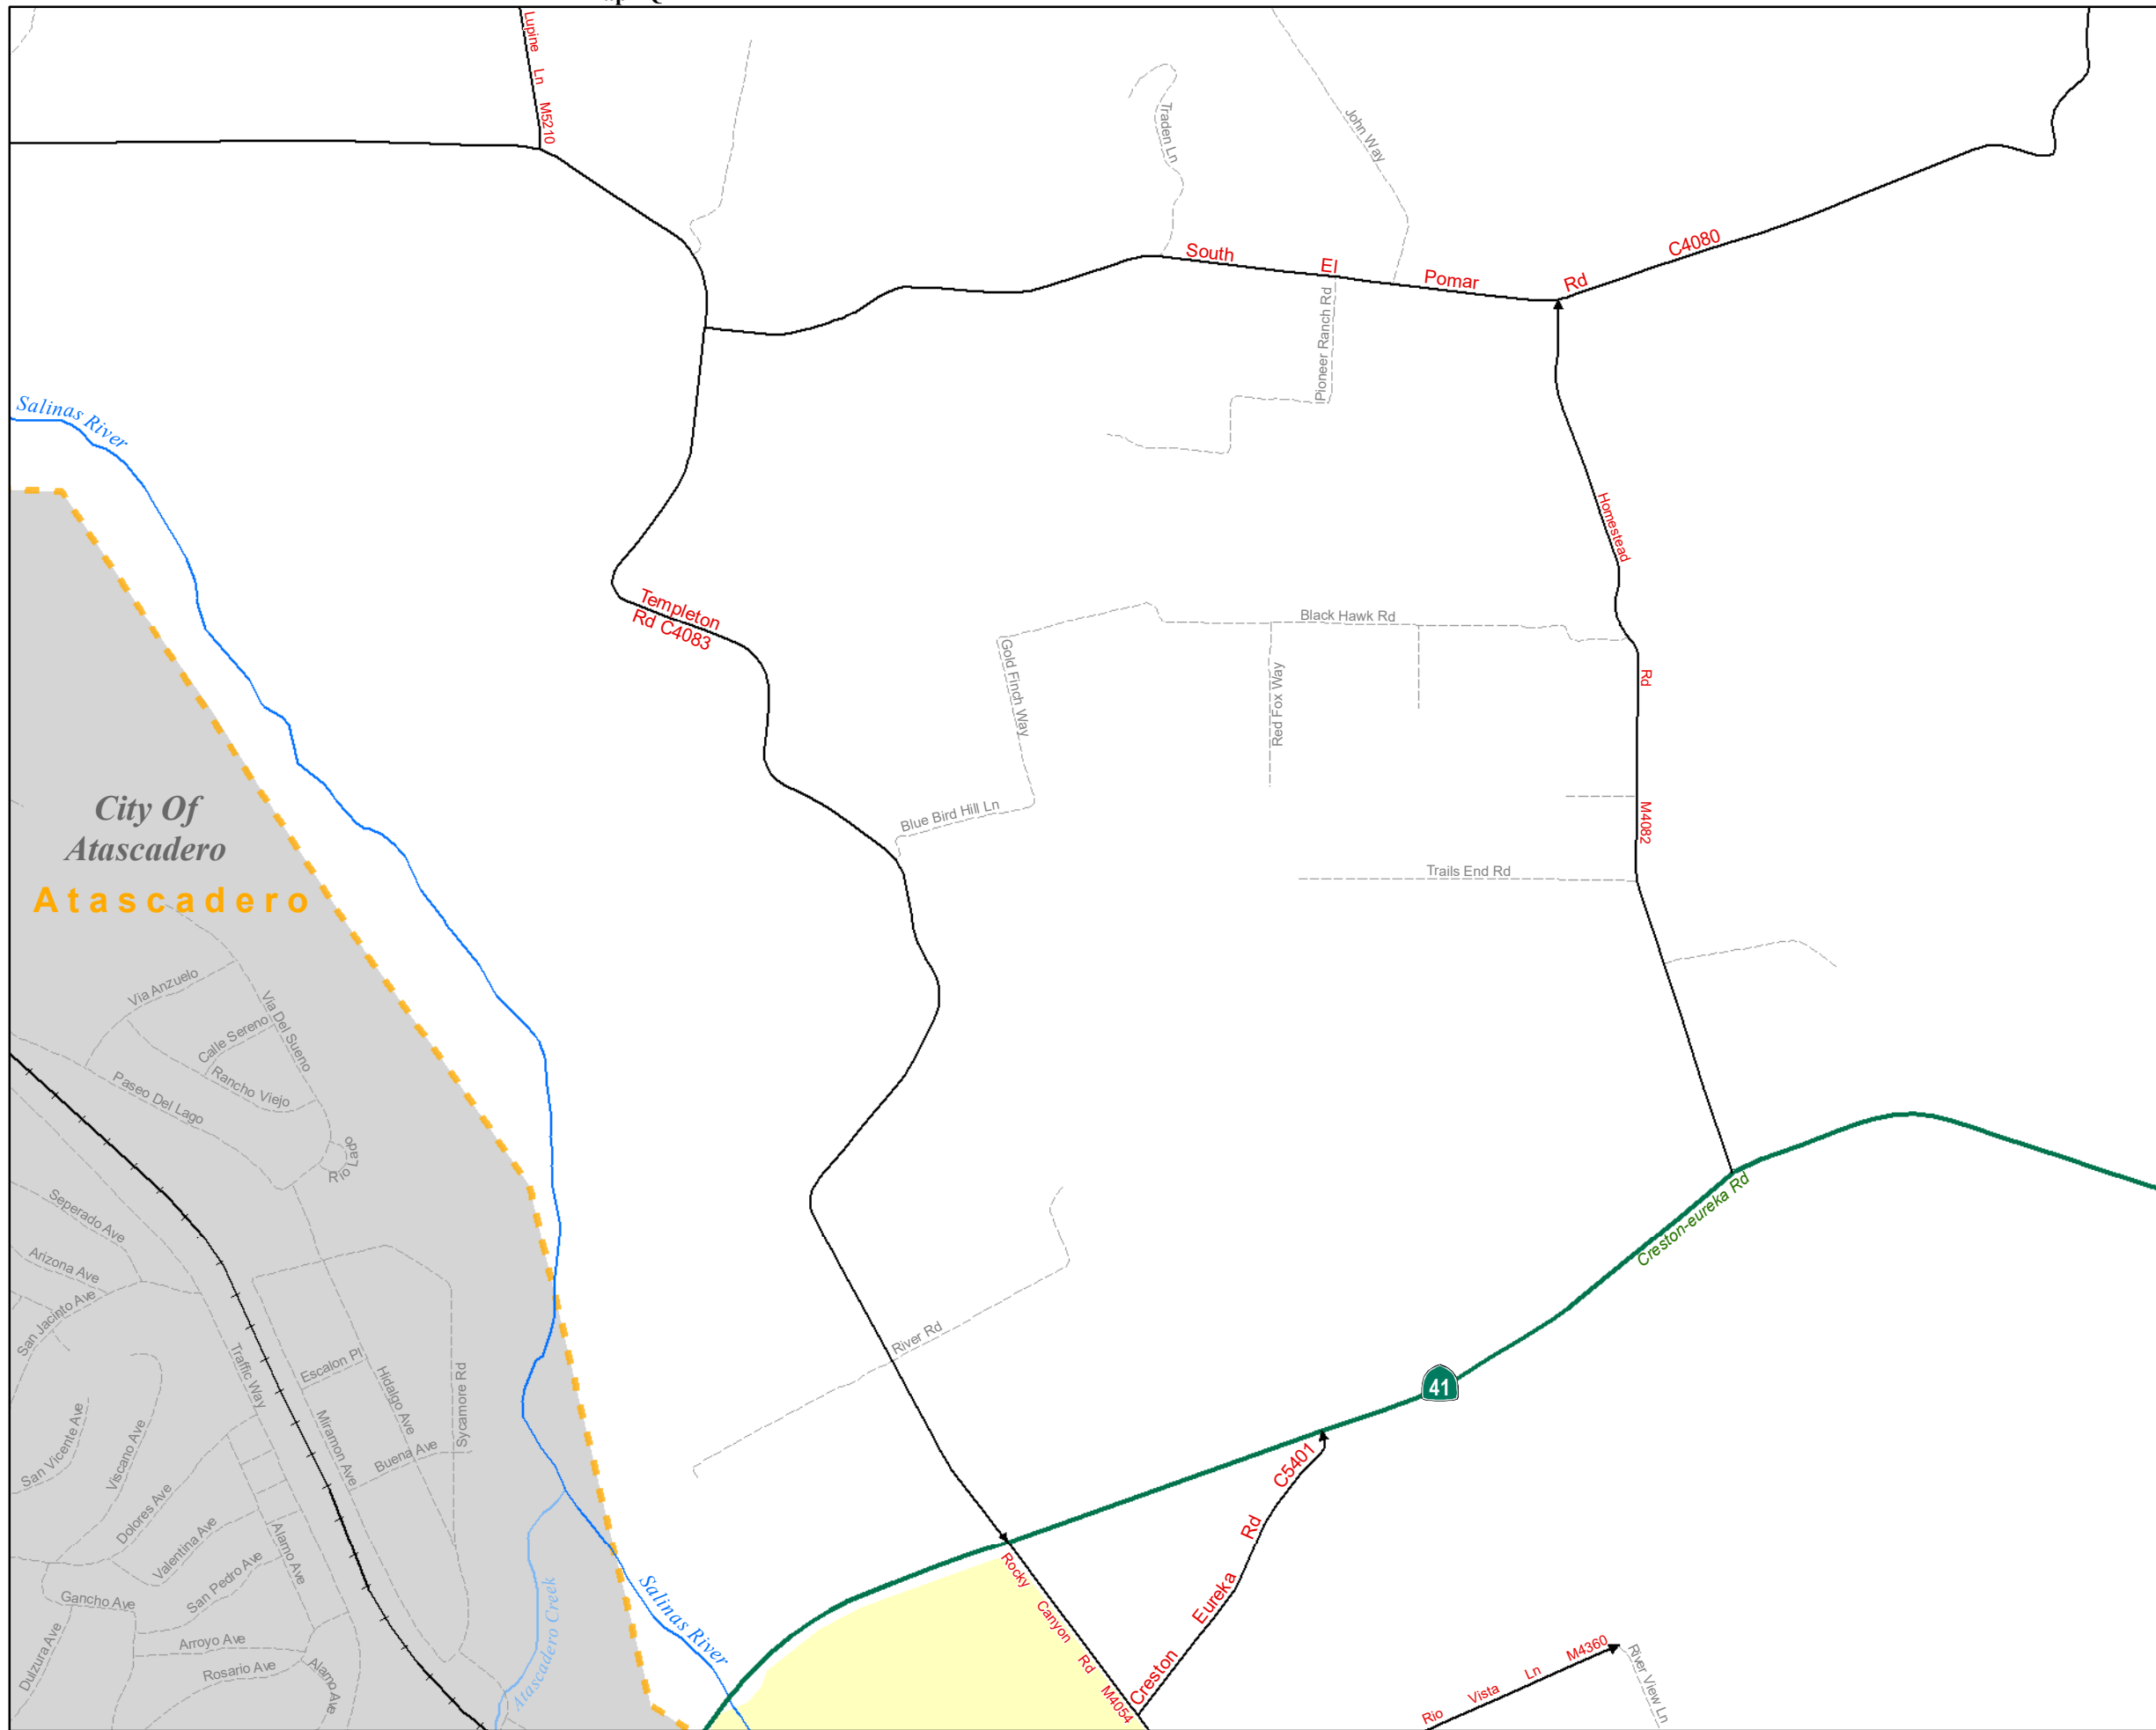 Lupine Ln M5210
Traden Ln
John Way
South El Pomar Rd C4080
Pioneer Ranch Rd
Salinas River
Homestead Rd M4082
Templeton
Rd C4083
Black Hawk Rd
Gold Finch Way
Red Fox Way
Blue Bird Hill Ln
Trails End Rd
City Of
Atascadero
Atascadero
Via Anzuelo
Via Del Sueno
Calle Sereno
Rancho Viejo
Paseo Del Lago
Rio Lado
Seperado Ave
Arizona Ave
San Jacinto Ave
Creston-eureka Rd
River Rd
Traffic Way
Escalon Pl
Hidalgo Ave
Sycamore Rd
Miramon Ave
Buena Ave
San Vicente Ave
Viscano Ave
41
Dolores Ave
Valentina Ave
Alamo Ave
San Pedro Ave
Gancho Ave
Dulzura Ave
Arroyo Ave
Rosario Ave
Alamo Ave
Atascadero Creek
Salinas River
Rocky Canyon Rd M4054
Creston Eureka Rd C5401
Rio Vista Ln M4360
River View Ln